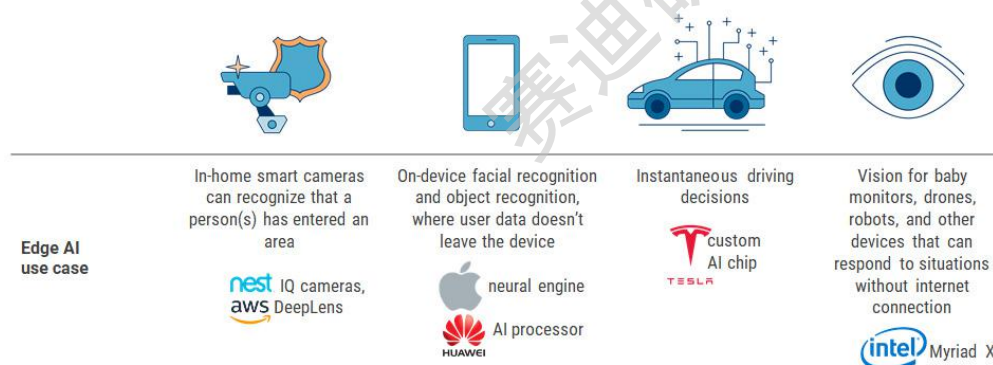 赛迪
Edge AI
use case
In-home smart cameras
can recognize that a
person(s) has entered an
area
nest IQ cameras,
aws DeepLens
On-device facial recognition
and object recognition,
where user data doesn't
leave the device
neural engine
HUAWEI AI processor
Instantaneous driving
decisions
TESLA custom
AI chip
Vision for baby
monitors, drones,
robots, and other
devices that can
respond to situations
without internet
connection
intel Myriad X